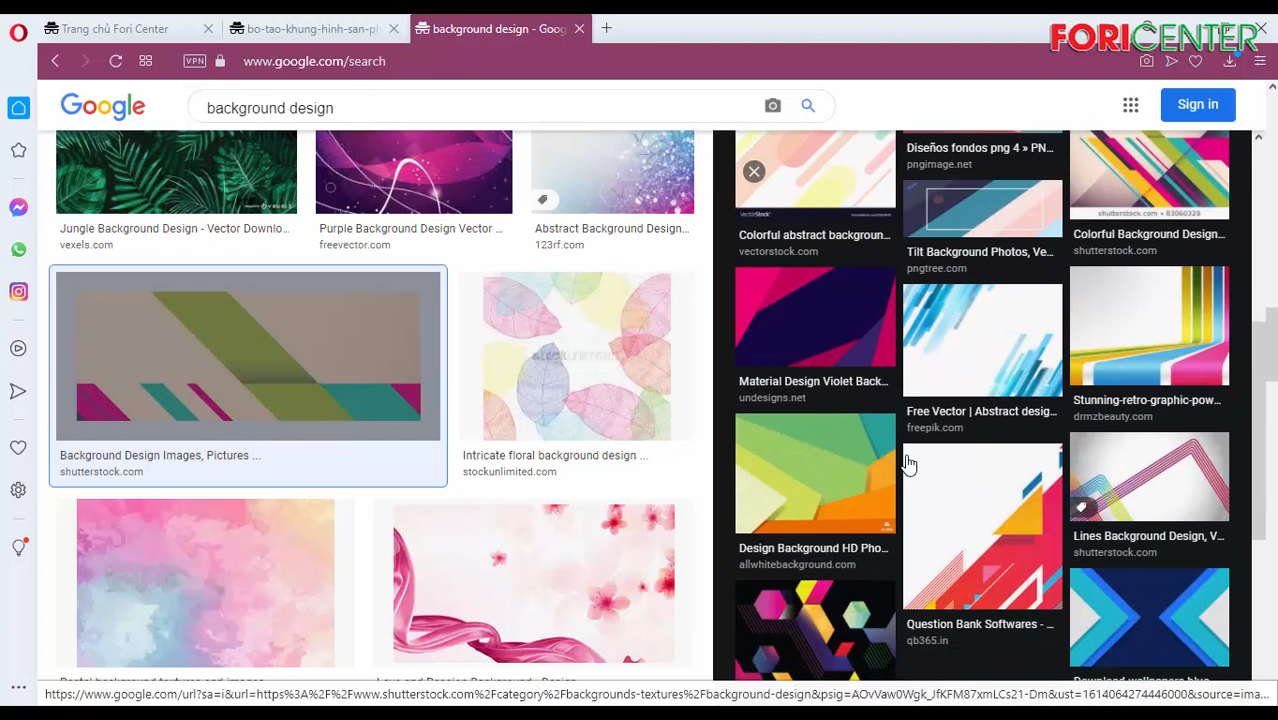 Trang chủ Fori Center
bo-tao-khung-hinh-san-ph
background design - Goog
FORICENTER
VPN
www.google.com/search
Google
background design
Sign in
Jungle Background Design - Vector Downlo...
vexels.com
Purple Background Design Vector ...
freevector.com
Abstract Background Design...
123rf.com
VectorStock
Colorful abstract backgroun...
vectorstock.com
Diseños fondos png 4 » PN...
pngimage.net
Tilt Background Photos, Ve...
pngtree.com
shutterstock.com • 83060329
Colorful Background Design...
shutterstock.com
Background Design Images, Pictures ...
shutterstock.com
Intricate floral background design ...
stockunlimited.com
Material Design Violet Back...
undesigns.net
Free Vector | Abstract desig...
freepik.com
Stunning-retro-graphic-pow...
drmzbeauty.com
Design Background HD Pho...
allwhitebackground.com
Question Bank Softwares - ...
qb365.in
Lines Background Design, V...
shutterstock.com
https://www.google.com/url?sa=i&url=https%3A%2F%2Fwww.shutterstock.com%2Fcategory%2Fbackgrounds-textures%2Fbackground-design&psig=AOvVaw0Wgk_JfKFM87xmLCs21-Dm&ust=1614064274446000&source=ima...